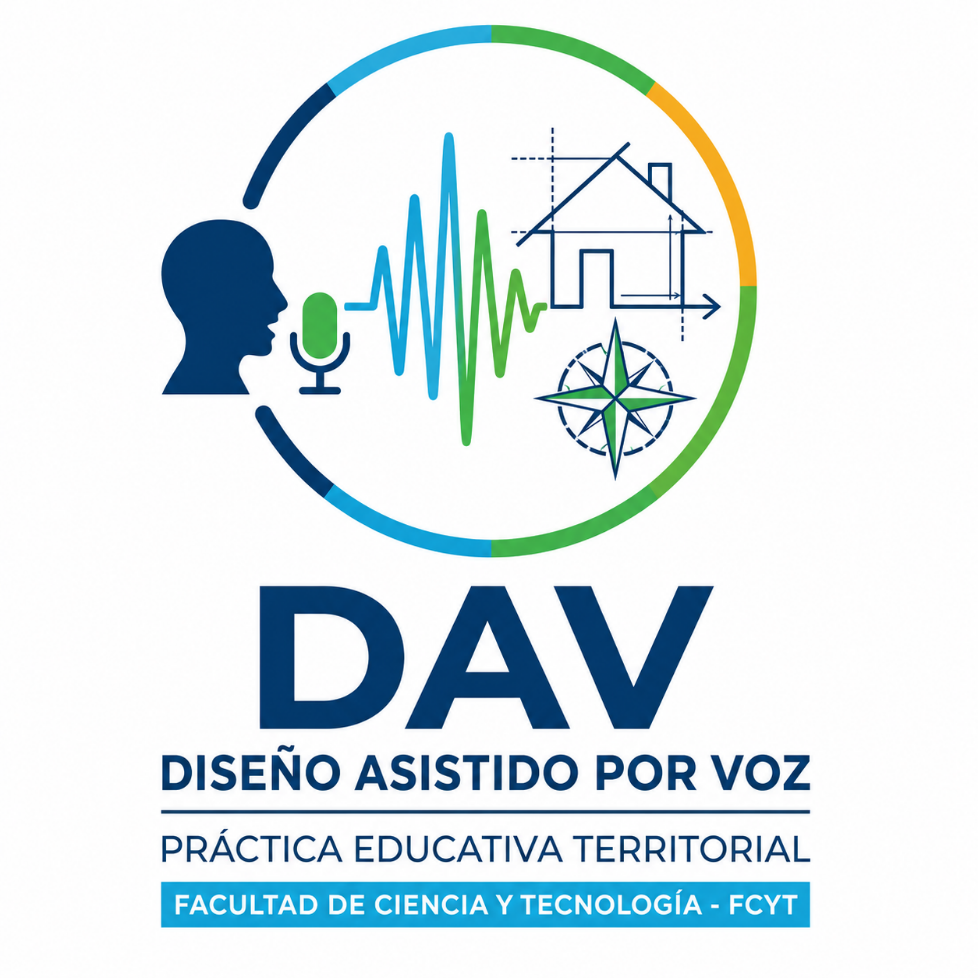 DAV
DISEÑO ASISTIDO POR VOZ
PRÁCTICA EDUCATIVA TERRITORIAL
FACULTAD DE CIENCIA Y TECNOLOGÍA - FCYT